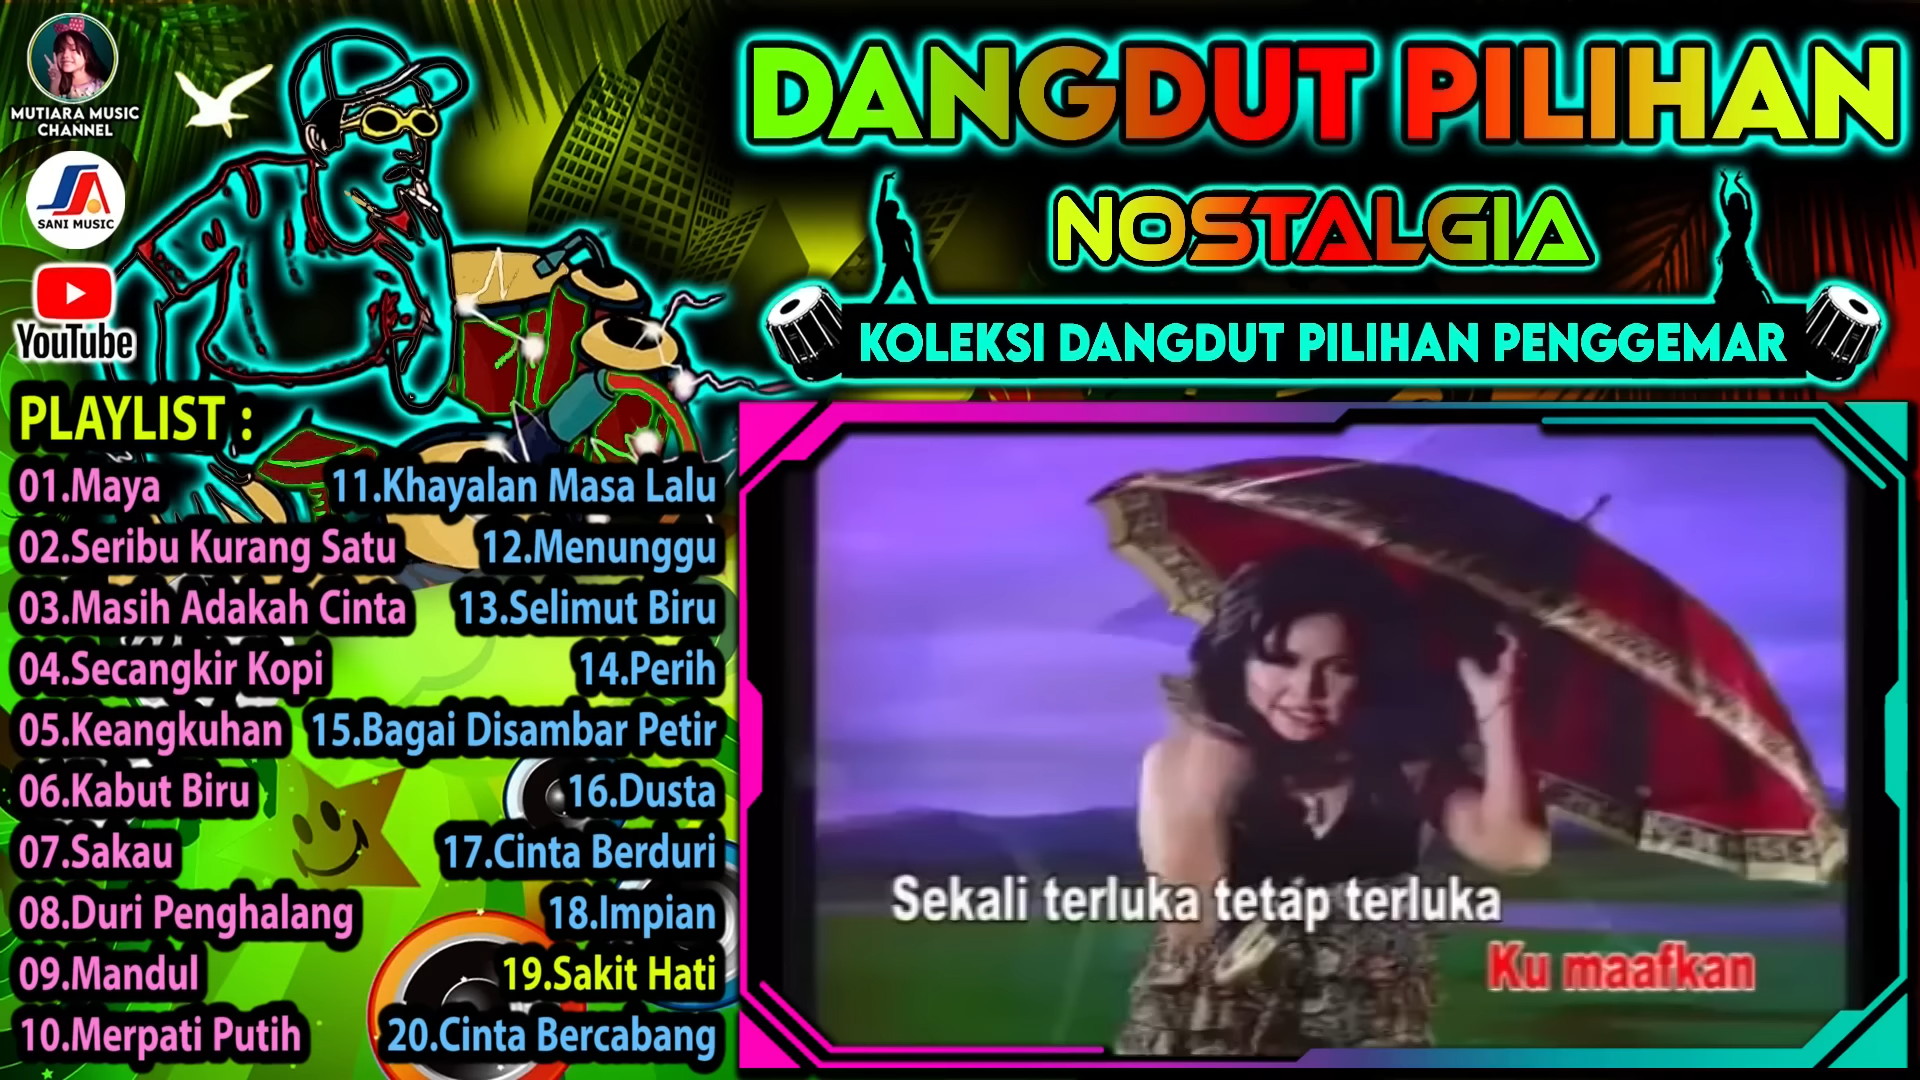 MUTIARA MUSIC
CHANNEL
SANI MUSIC
YouTube
DANGDUT PILIHAN
NOSTALGIA
KOLEKSI DANGDUT PILIHAN PENGGEMAR
PLAYLIST :
01.Maya
02.Seribu Kurang Satu
03.Masih Adakah Cinta
04.Secangkir Kopi
05.Keangkuhan
06.Kabut Biru
07.Sakau
08.Duri Penghalang
09.Mandul
10.Merpati Putih
11.Khayalan Masa Lalu
12.Menunggu
13.Selimut Biru
14.Perih
15.Bagai Disambar Petir
16.Dusta
17.Cinta Berduri
18.Impian
19.Sakit Hati
20.Cinta Bercabang
Sekali terluka tetap terluka
Ku maafkan